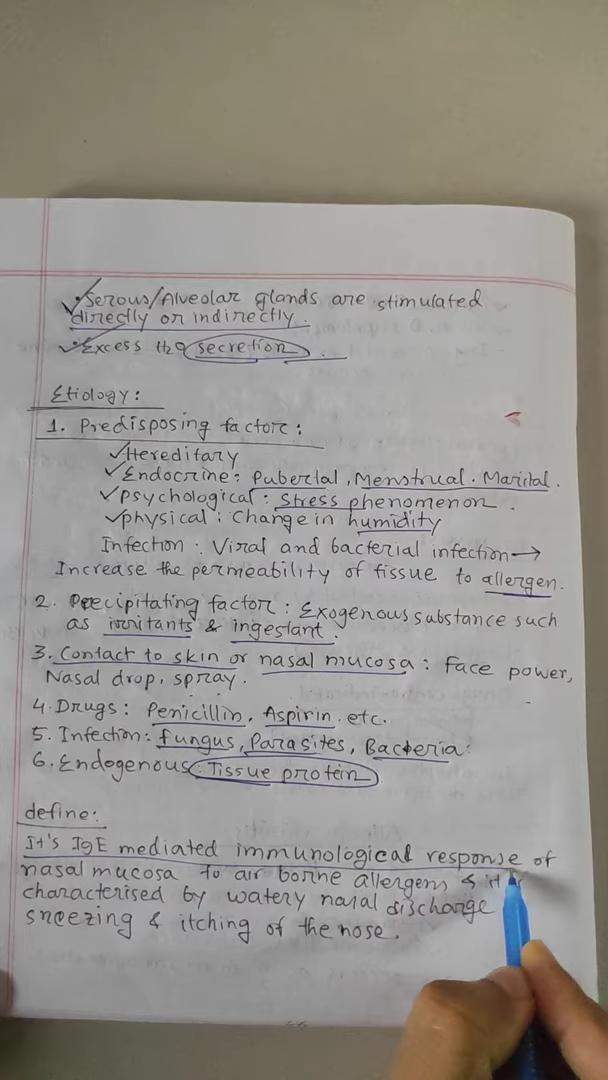 Serous/Alveolar glands are stimulated
directly or indirectly.
Excess H2O secretion.
Etiology:
1. Predisposing factor:
Hereditary
Endocrine: Pubertal, Menstrual. Marital.
Psychological: Stress phenomenon.
physical: Change in humidity
Infection: Viral and bacterial infection→
Increase the permeability of tissue to allergen.
2. Precipitating factor: Exogenous substance such
as irritants & ingestant.
3. Contact to skin or nasal mucosa: Face power,
Nasal drop, spray.
4. Drugs: Penicillin, Aspirin. etc.
5. Infection: Fungus, Parasites, Bacteria.
6. Endogenous: Tissue protein
define:
It's IgE mediated immunological response of
nasal mucosa to air borne allergens & it
characterised by watery nasal discharge
sneezing & itching of the nose.